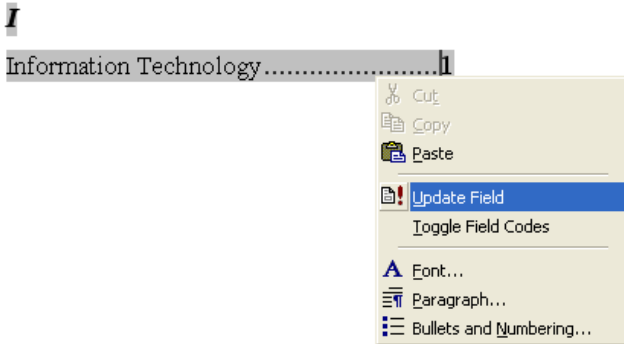 I
Information Technology.......................1
Cut
Copy
Paste
Update Field
Toggle Field Codes
Font...
Paragraph...
Bullets and Numbering...